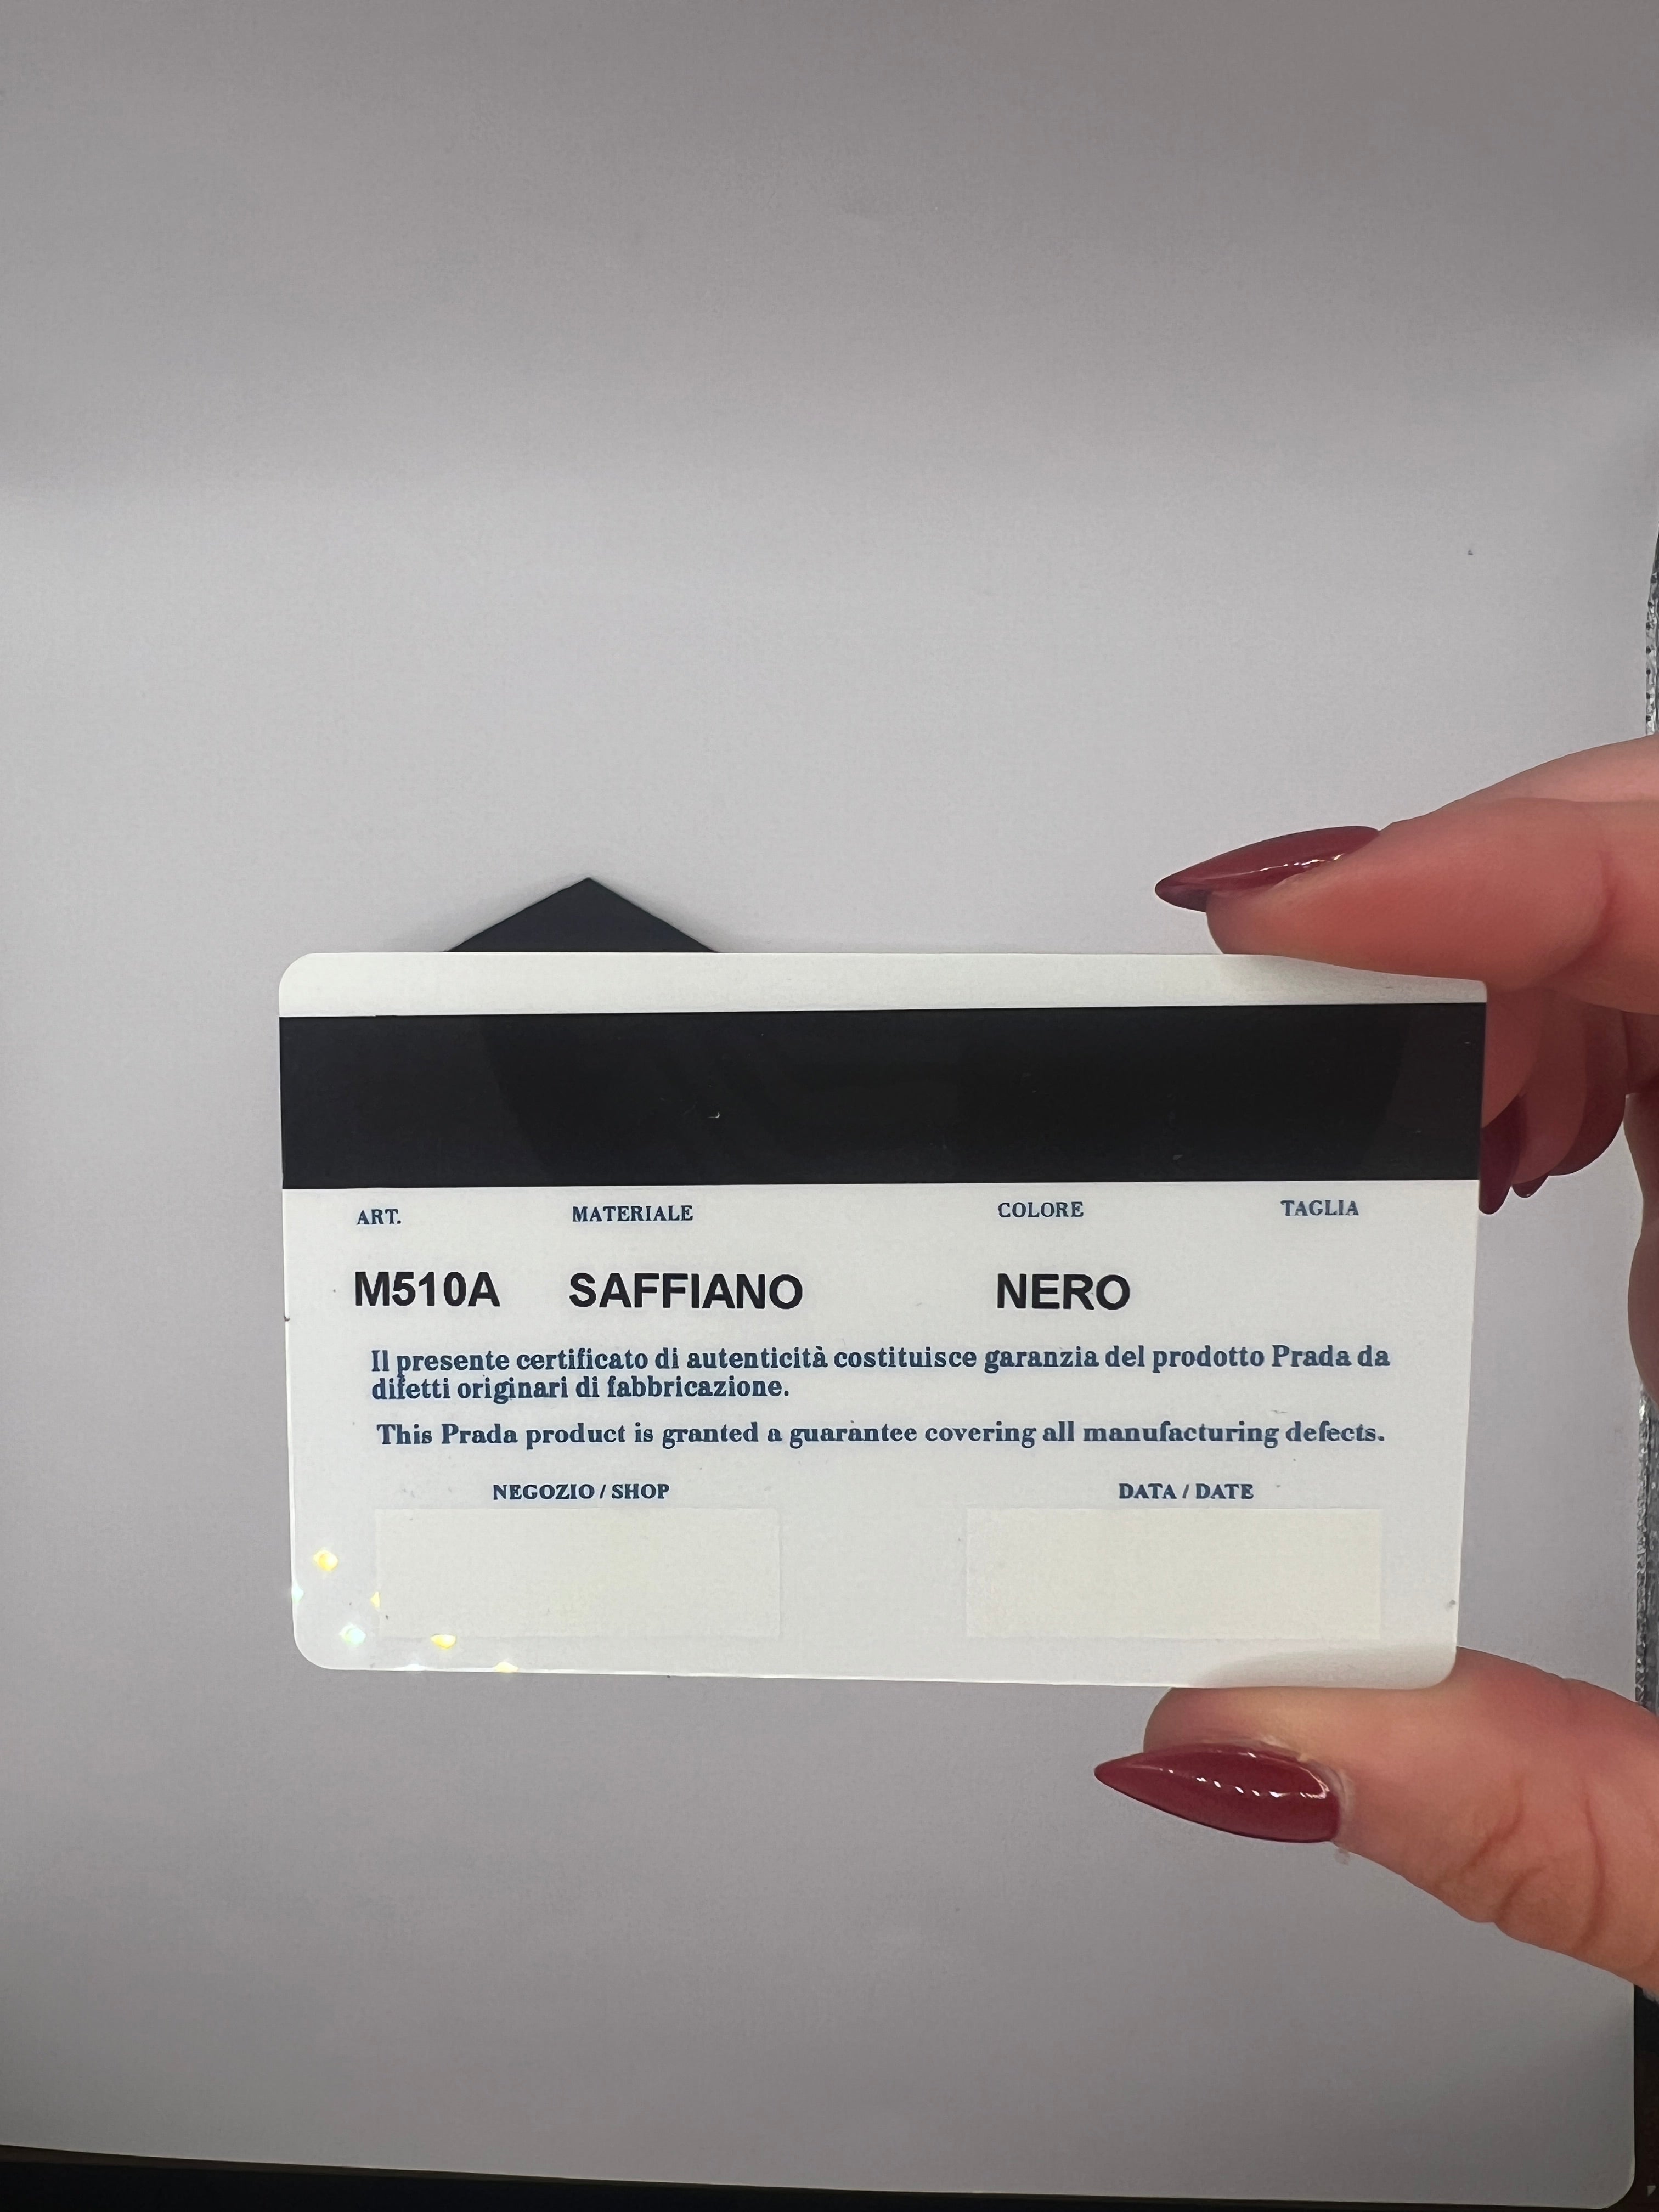 ART. MATERIALE COLORE TAGLIA
M510A SAFFIANO NERO
Il presente certificato di autenticità costituisce garanzia del prodotto Prada da
difetti originari di fabbricazione.
This Prada product is granted a guarantee covering all manufacturing defects.
NEGOZIO / SHOP DATA / DATE